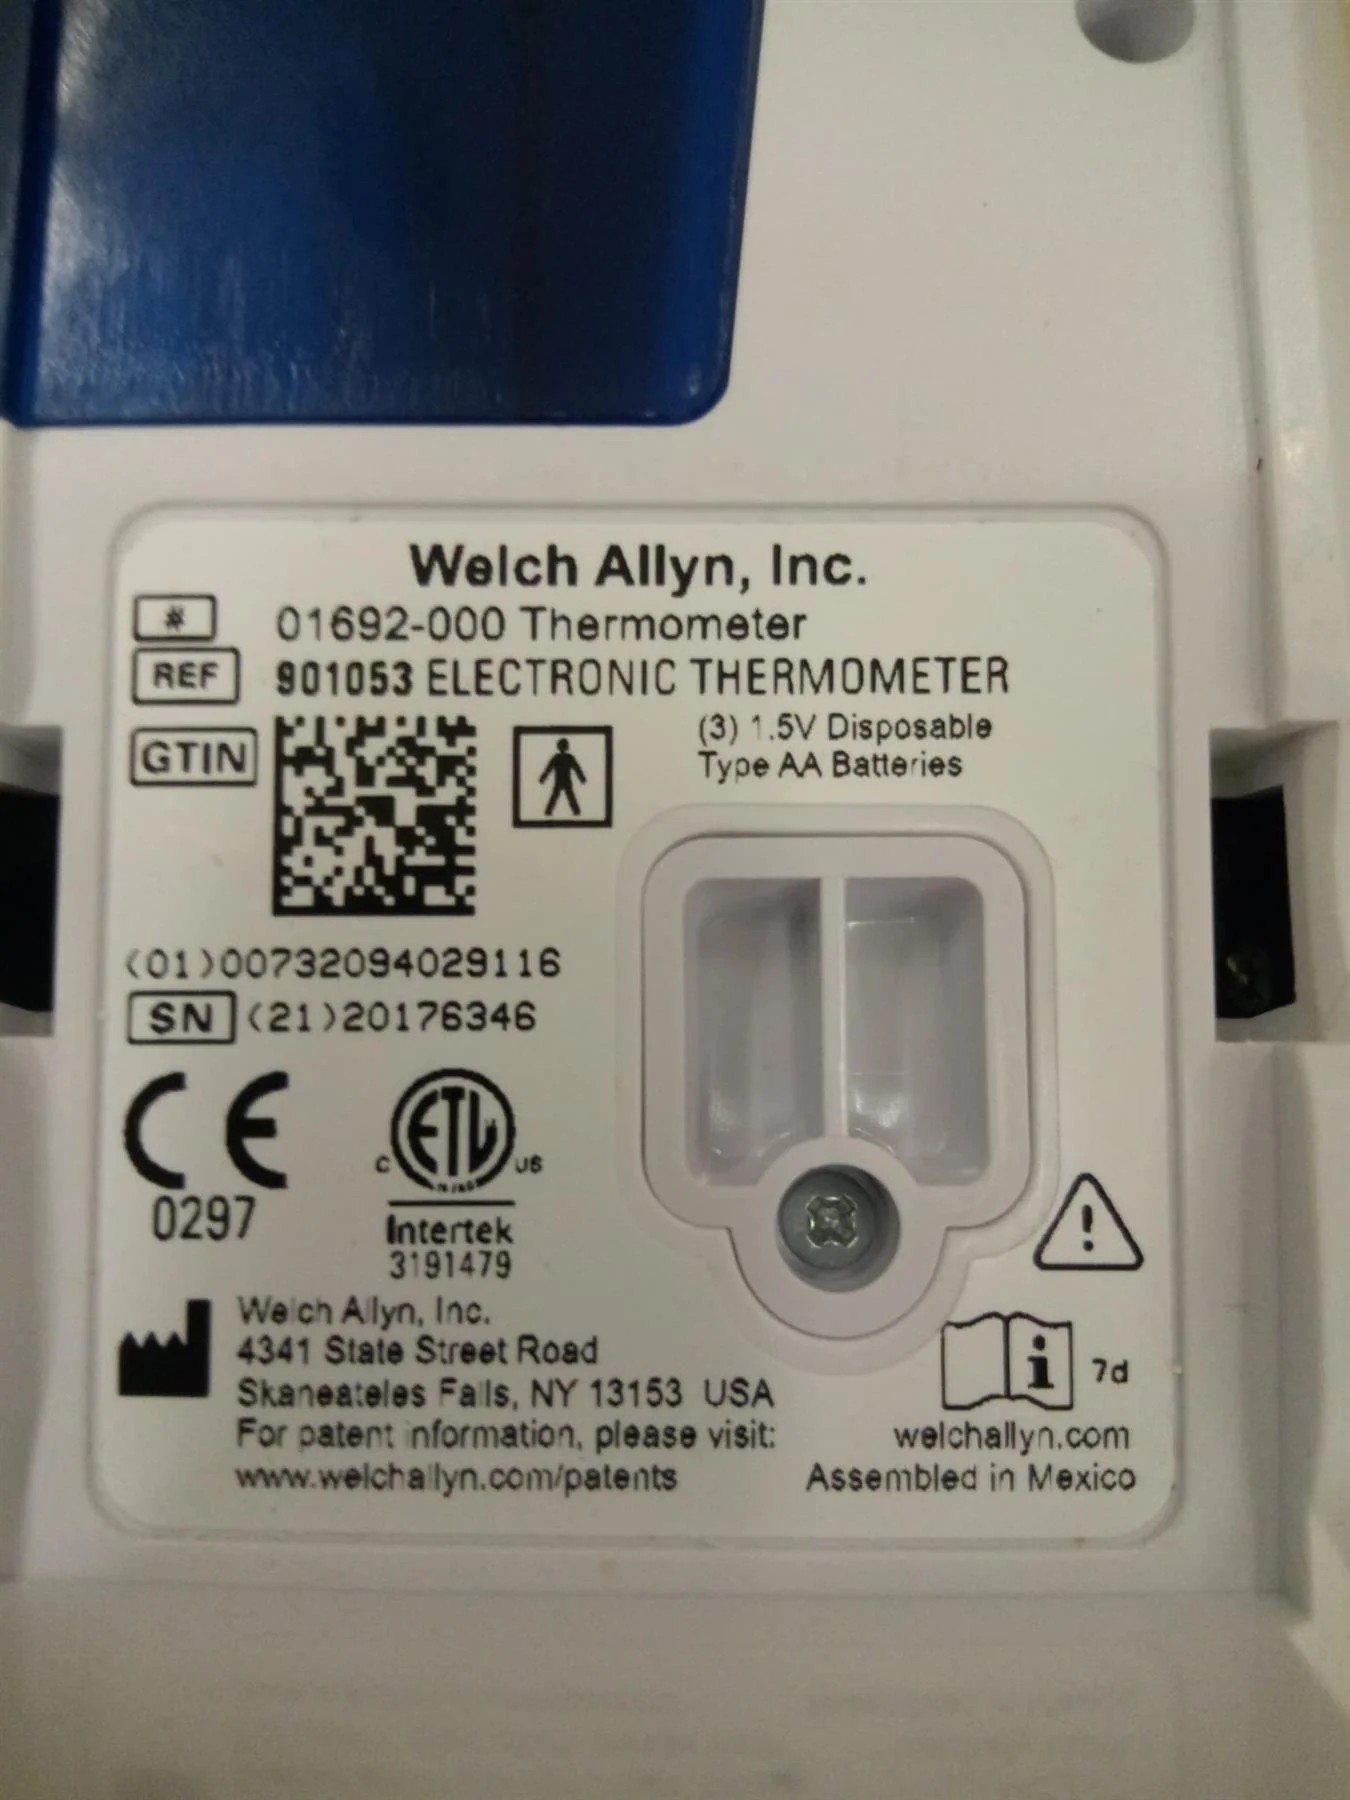 Welch Allyn, Inc.
# 01692-000 Thermometer
REF 901053 ELECTRONIC THERMOMETER
GTIN
(3) 1.5V Disposable
Type AA Batteries
(01)00732094029116
SN (21)20176346
CE
0297
C ETL US
Intertek
3191479
Welch Allyn, Inc.
4341 State Street Road
Skaneateles Falls, NY 13153 USA
For patent information, please visit:
www.welchallyn.com/patents
!
i 7d
welchallyn.com
Assembled in Mexico